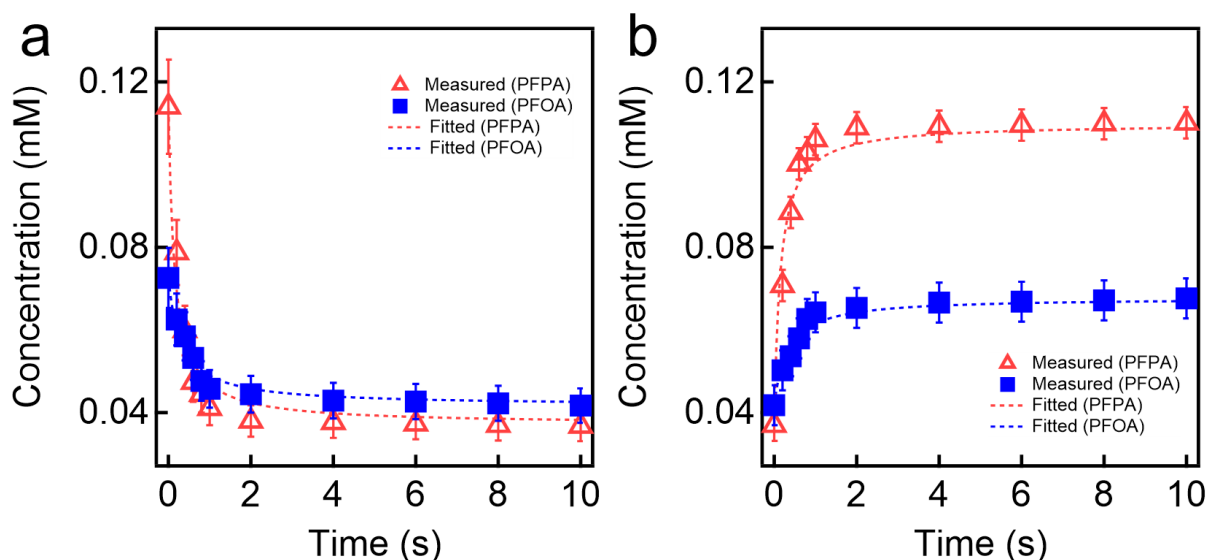 a
0.12
0.08
0.04
Concentration (mM)
Measured (PFPA)
Measured (PFOA)
Fitted (PFPA)
Fitted (PFOA)
0 2 4 6 8 10
Time (s)
b
0.12
0.08
0.04
Concentration (mM)
Measured (PFPA)
Measured (PFOA)
Fitted (PFPA)
Fitted (PFOA)
0 2 4 6 8 10
Time (s)